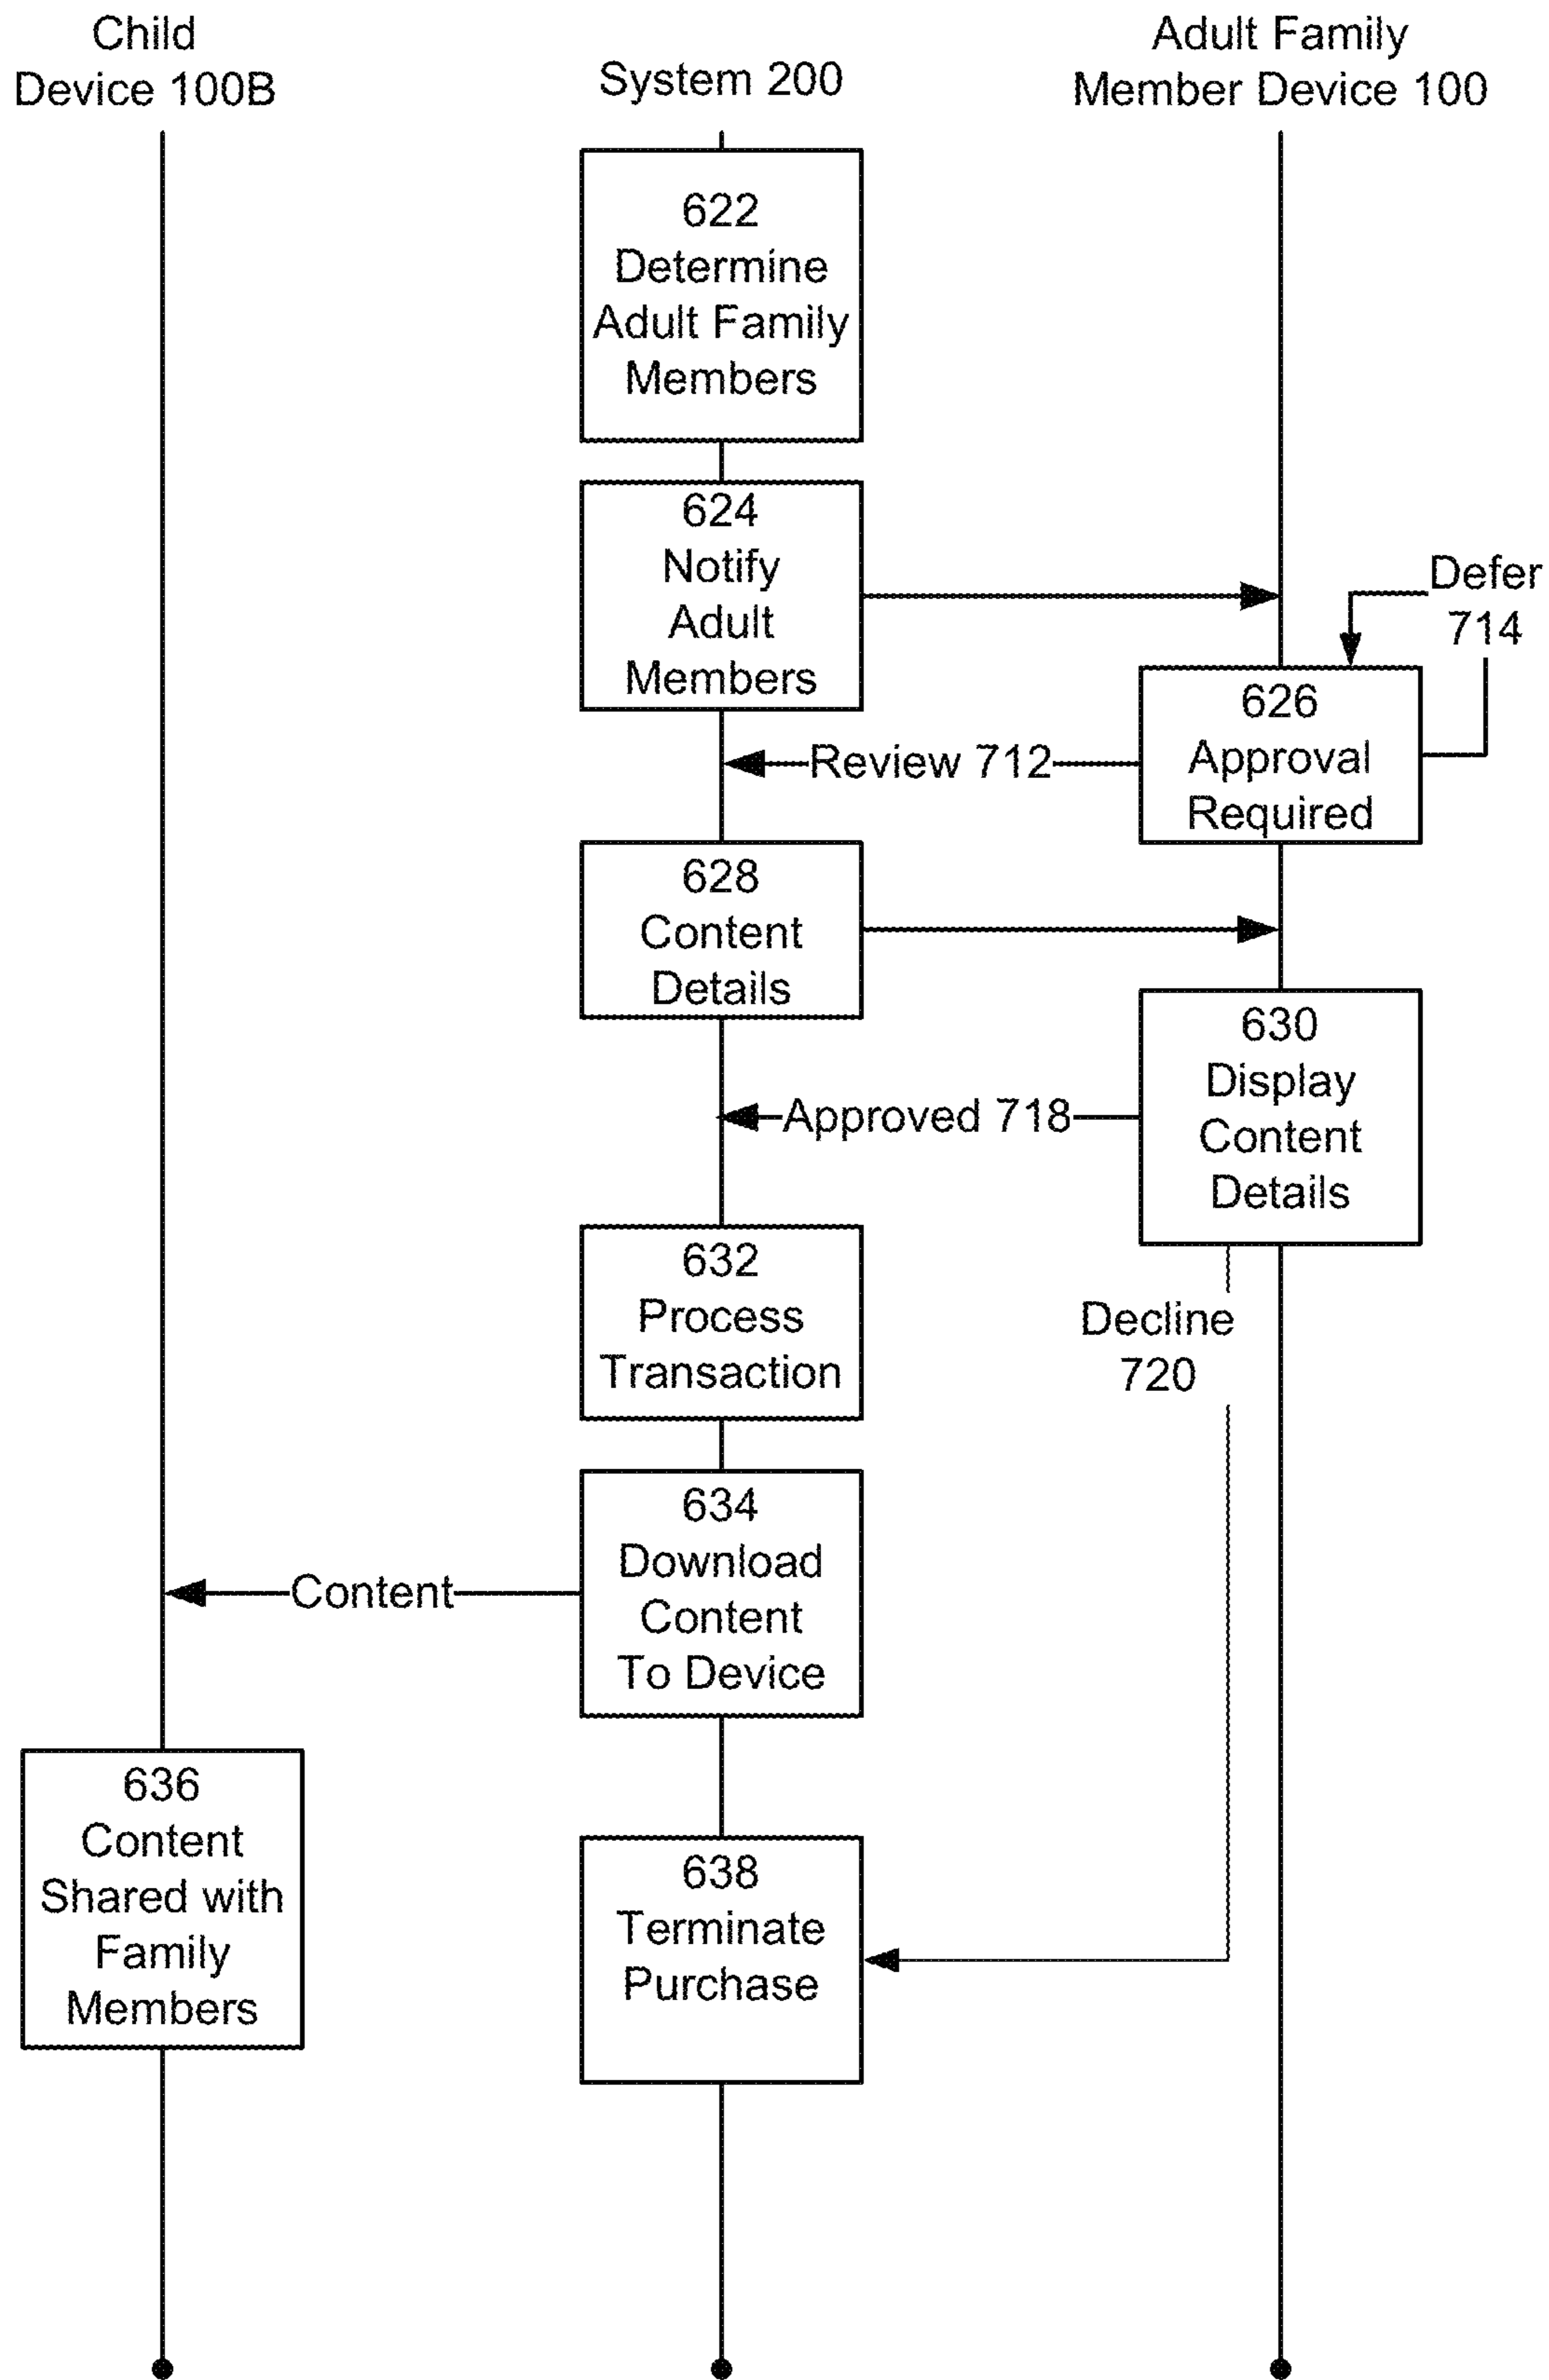 Child
Device 100B
System 200
Adult Family
Member Device 100
622
Determine
Adult Family
Members
624
Notify
Adult
Members
Defer
714
626
Approval
Required
Review 712
628
Content
Details
630
Display
Content
Details
Approved 718
632
Process
Transaction
Decline
720
634
Download
Content
To Device
Content
636
Content
Shared with
Family
Members
638
Terminate
Purchase